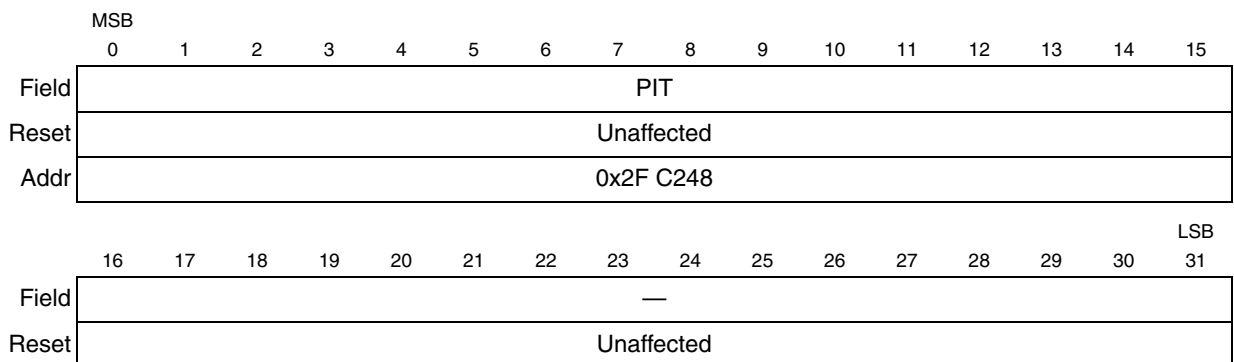 MSB
0 1 2 3 4 5 6 7 8 9 10 11 12 13 14 15
Field PIT
Reset Unaffected
Addr 0x2F C248
LSB
16 17 18 19 20 21 22 23 24 25 26 27 28 29 30 31
Field —
Reset Unaffected